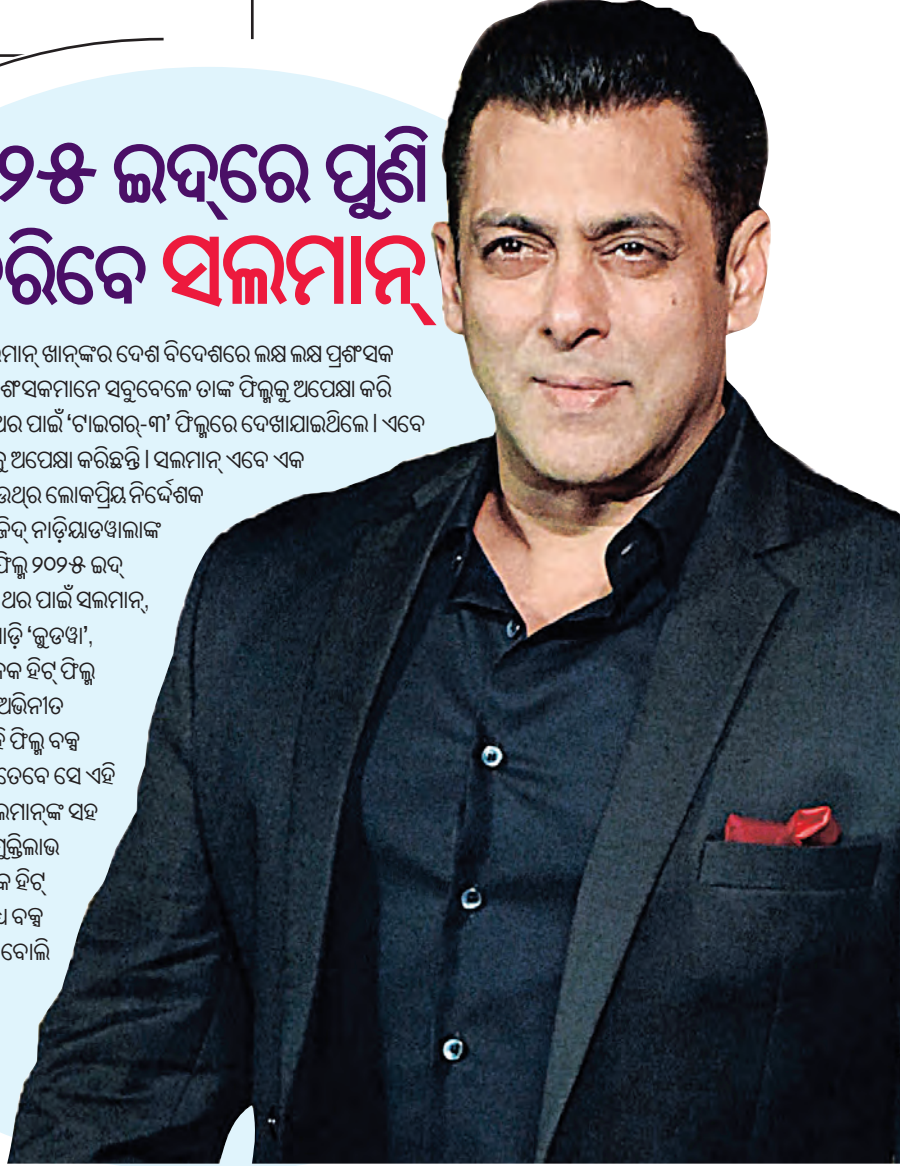 ୨୫ ଇଦ୍‌ରେ ପୁଣି
ରିବେ ସଲମାନ୍
ମାନ୍ ଖାନ୍‌ଙ୍କର ଦେଶ ବିଦେଶରେ ଲକ୍ଷ ଲକ୍ଷ ପ୍ରଶଂସକ
ଶଂସକମାନେ ସବୁବେଳେ ତାଙ୍କ ଫିଲ୍ମକୁ ଅପେକ୍ଷା କରି
ଥର ପାଇଁ ‘ଟାଇଗର୍-୩’ ଫିଲ୍ମରେ ଦେଖାଯାଇଥିଲେ । ଏବେ
କୁ ଅପେକ୍ଷା କରିଛନ୍ତି । ସଲମାନ୍ ଏବେ ଏକ
ଉଥ୍‌ର ଲୋକପ୍ରିୟ ନିର୍ଦ୍ଦେଶକ
ଜିଦ୍ ନାଡ଼ିୟାଡୱାଲାଙ୍କ
ଫିଲ୍ମ ୨୦୨୫ ଇଦ୍
ଥର ପାଇଁ ସଲମାନ୍,
ଡ଼ି ‘ଜୁଡୱା’,
କ ହିଟ୍ ଫିଲ୍ମ
ଅଭିନୀତ
ହି ଫିଲ୍ମ ବକ୍ସ
ତେବେ ସେ ଏହି
ଲମାନ୍‌ଙ୍କ ସହ
ମୁକ୍ତିଲାଭ
କ ହିଟ୍
ବକ୍ସ
ବୋଲି